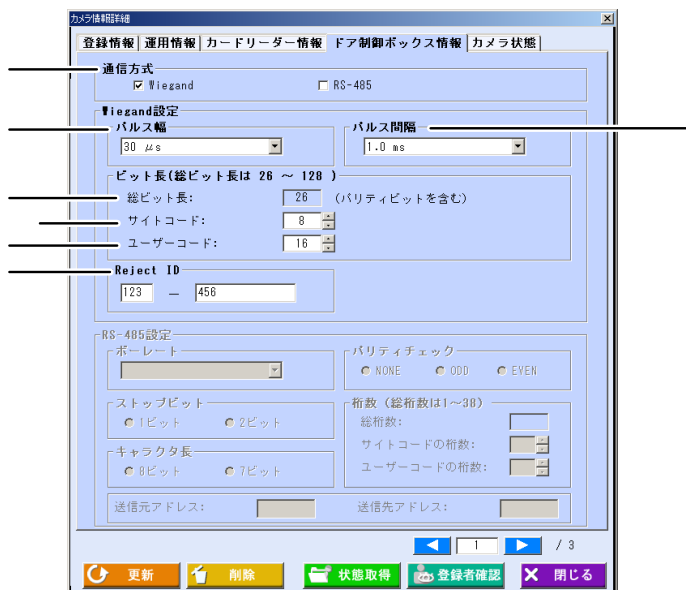 カメラ情報詳細
登録情報 運用情報 カードリーダー情報 ドア制御ボックス情報 カメラ状態
通信方式
Wiegand RS-485
Wiegand設定
パルス幅 パルス間隔
30 μs 1.0 ms
ビット長(総ビット長は 26 ～ 128 )
総ビット長: 26 (パリティビットを含む)
サイトコード: 8
ユーザーコード: 16
Reject ID
123 — 456
RS-485設定
ボーレート パリティチェック
NONE ODD EVEN
ストップビット 桁数 (総桁数は1～38)
1ビット 2ビット 総桁数:
サイトコードの桁数:
キャラクタ長 ユーザーコードの桁数:
8ビット 7ビット
送信元アドレス: 送信先アドレス:
1 / 3
更新 削除 状態取得 登録者確認 閉じる